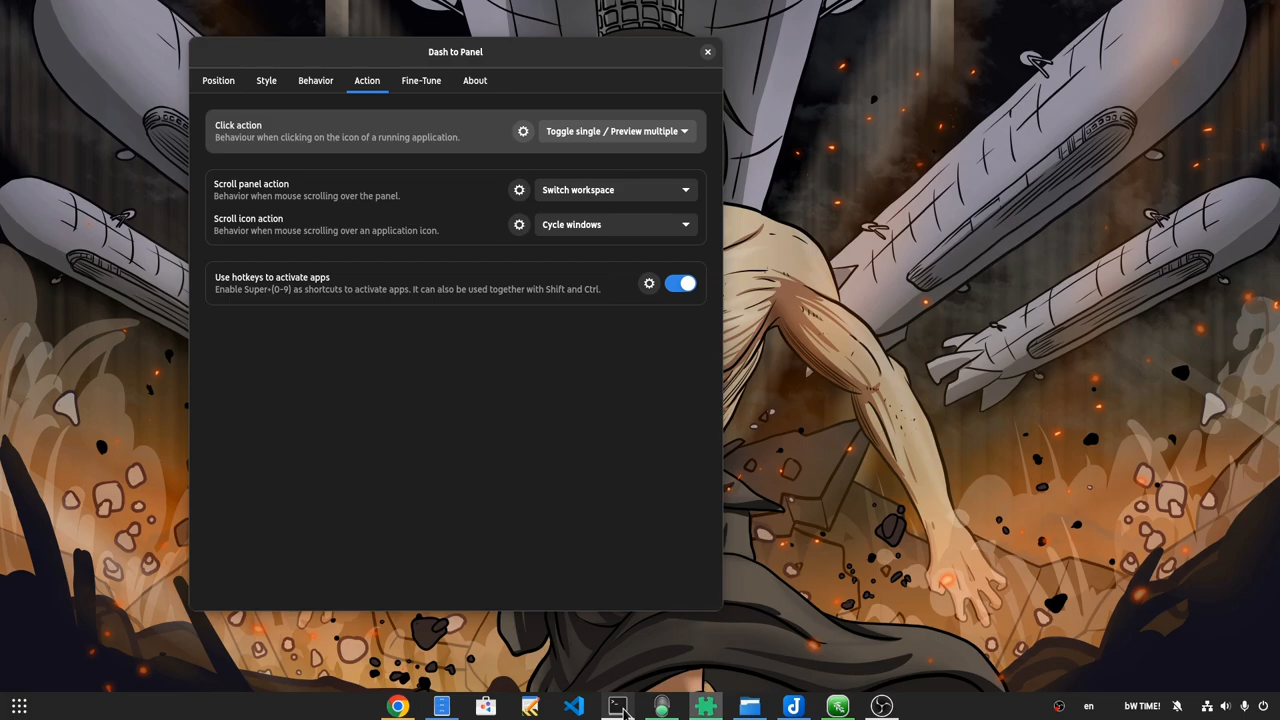 Dash to Panel
Position Style Behavior Action Fine-Tune About
Click action
Behaviour when clicking on the icon of a running application.
Toggle single / Preview multiple
Scroll panel action
Behavior when mouse scrolling over the panel.
Switch workspace
Scroll icon action
Behavior when mouse scrolling over an application icon.
Cycle windows
Use hotkeys to activate apps
Enable Super+(0-9) as shortcuts to activate apps. It can also be used together with Shift and Ctrl.
en bW TIME!